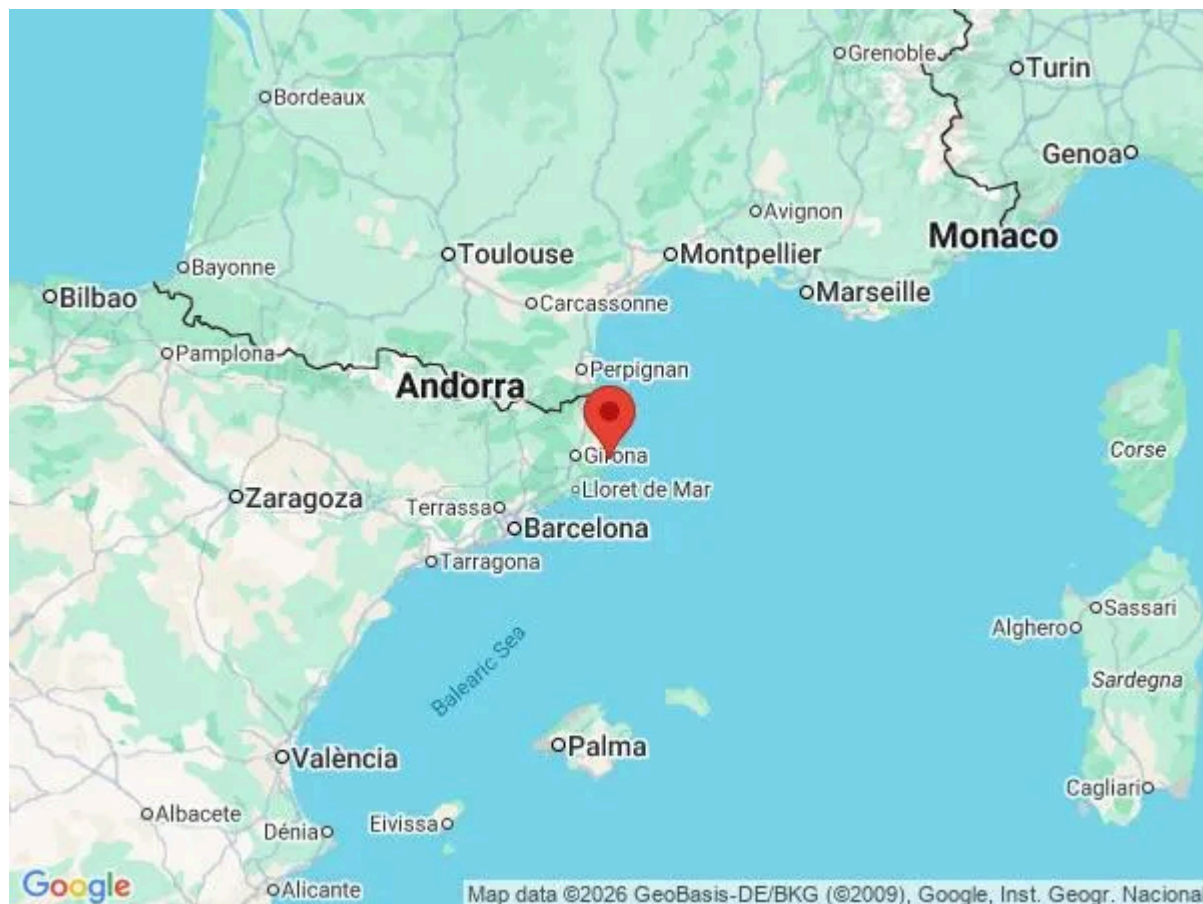 Grenoble
Turin
Bordeaux
Genoa
Avignon
Monaco
Toulouse
Montpellier
Bayonne
Bilbao
Marseille
Carcassonne
Pamplona
Perpignan
Andorra
Corse
Girona
Lloret de Mar
Zaragoza
Terrassa
Barcelona
Tarragona
Sassari
Alghero
Balearic Sea
Sardegna
Palma
València
Cagliari
Albacete
Eivissa
Dénia
Google
Alicante
Map data ©2026 GeoBasis-DE/BKG (©2009), Google, Inst. Geogr. Nacional